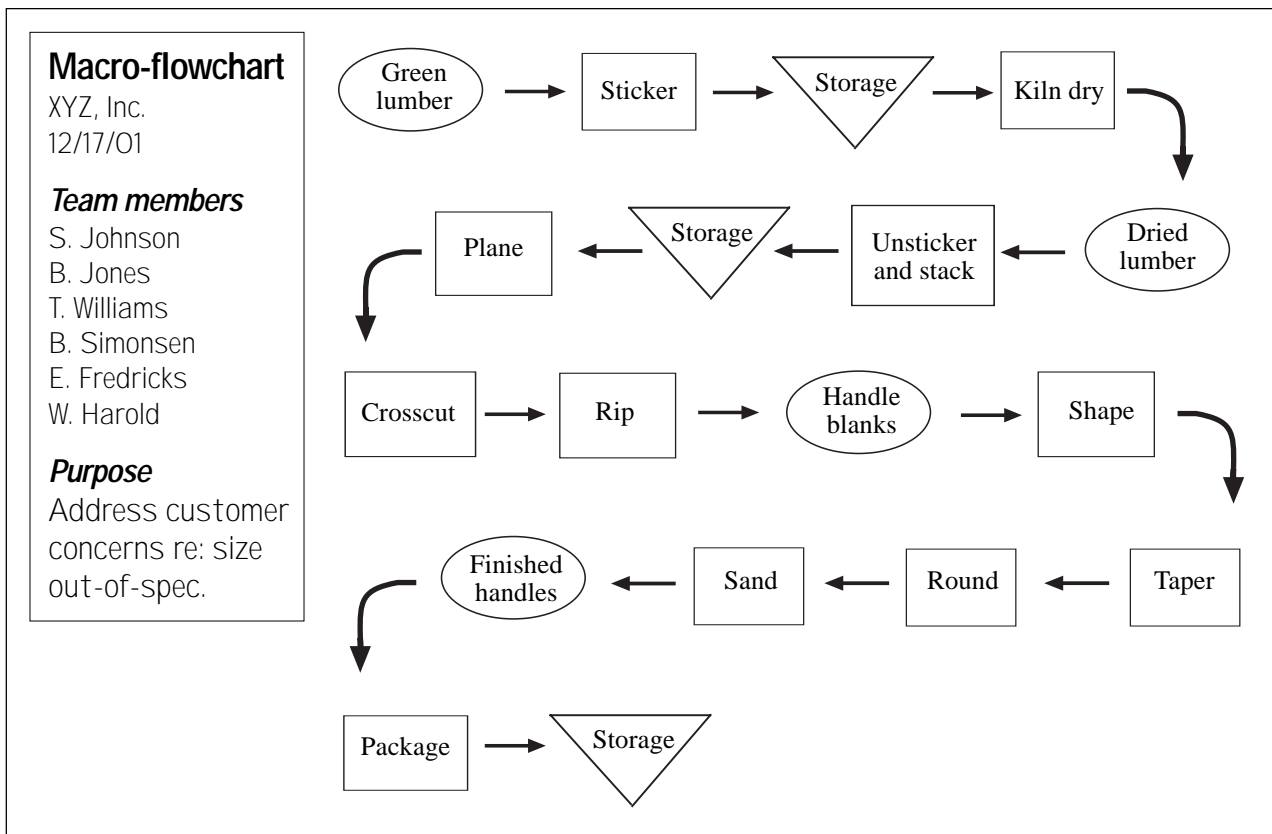 Macro-flowchart
XYZ, Inc.
12/17/01
Team members
S. Johnson
B. Jones
T. Williams
B. Simonsen
E. Fredricks
W. Harold
Purpose
Address customer
concerns re: size
out-of-spec.
Green
lumber
Sticker
Storage
Kiln dry
Dried
lumber
Unsticker
and stack
Storage
Plane
Crosscut
Rip
Handle
blanks
Shape
Taper
Round
Sand
Finished
handles
Package
Storage